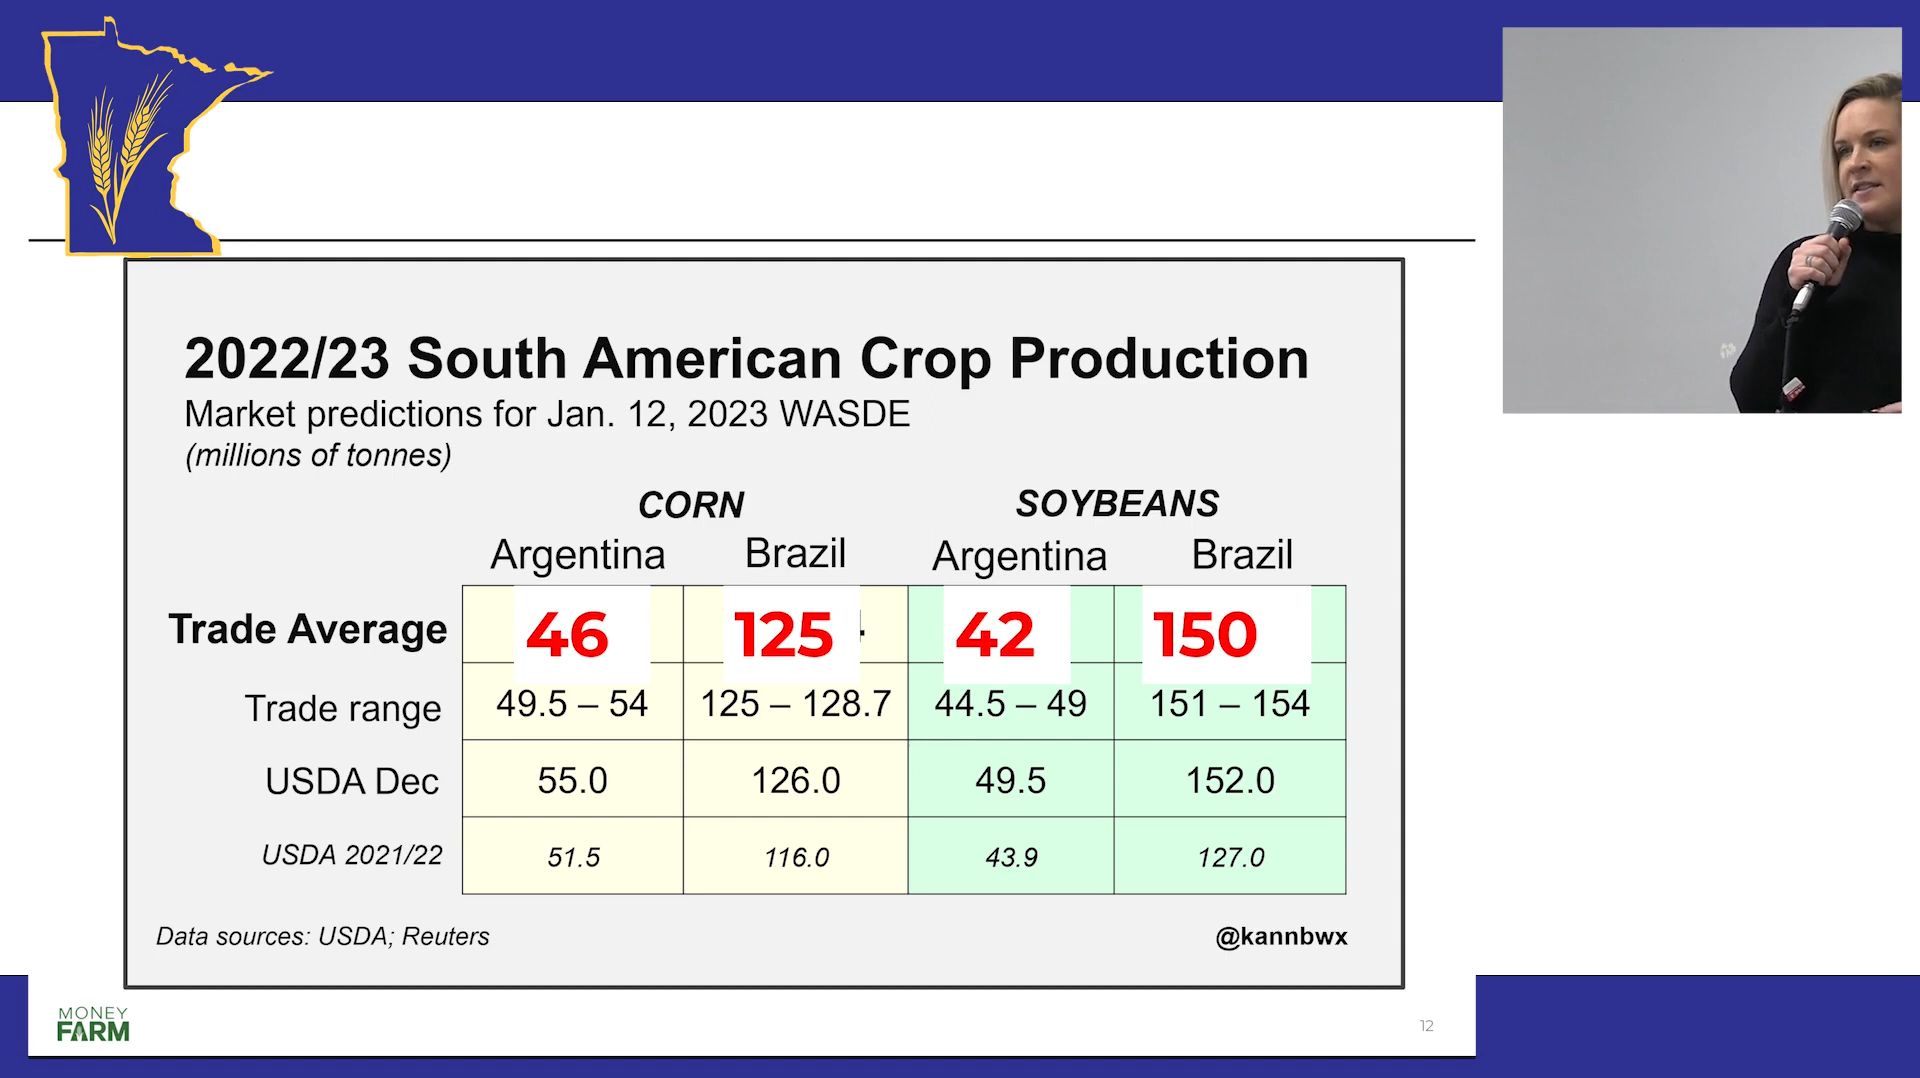 2022/23 South American Crop Production
Market predictions for Jan. 12, 2023 WASDE
(millions of tonnes)
CORN SOYBEANS
Argentina Brazil Argentina Brazil
Trade Average 46 125 42 150
Trade range 49.5 – 54 125 – 128.7 44.5 – 49 151 – 154
USDA Dec 55.0 126.0 49.5 152.0
USDA 2021/22 51.5 116.0 43.9 127.0
Data sources: USDA; Reuters @kannbwx
MONEY
FARM
12